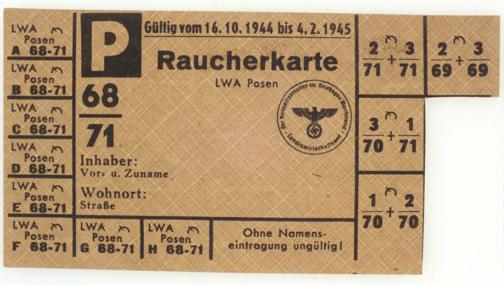 Gültig vom 16.10.1944 bis 4.2.1945
P
Raucherkarte
LWA Posen
68
71
Inhaber:
Vor- u. Zuname
Wohnort:
Straße
Ohne Namens-
eintragung ungültig!
LWA
Posen
A 68-71
LWA
Posen
B 68-71
LWA
Posen
C 68-71
LWA
Posen
D 68-71
LWA
Posen
E 68-71
LWA
Posen
F 68-71
LWA
Posen
G 68-71
LWA
Posen
H 68-71
2 + 3
71 71
2 + 3
69 69
3 + 1
70 71
1 + 2
70 70